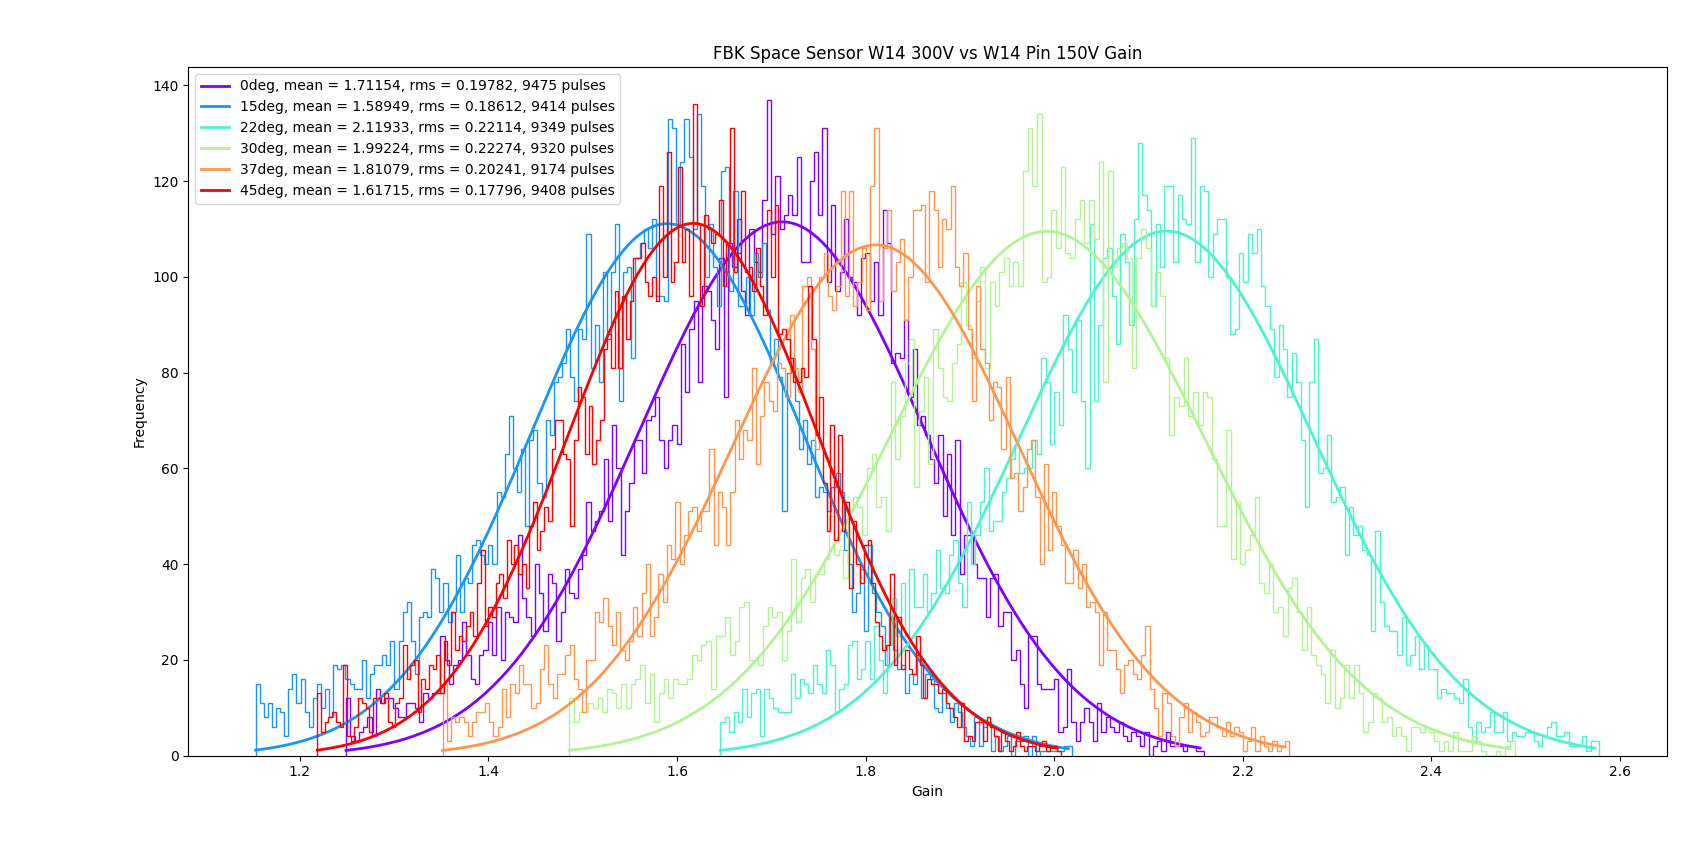 FBK Space Sensor W14 300V vs W14 Pin 150V Gain
0deg, mean = 1.71154, rms = 0.19782, 9475 pulses
15deg, mean = 1.58949, rms = 0.18612, 9414 pulses
22deg, mean = 2.11933, rms = 0.22114, 9349 pulses
30deg, mean = 1.99224, rms = 0.22274, 9320 pulses
37deg, mean = 1.81079, rms = 0.20241, 9174 pulses
45deg, mean = 1.61715, rms = 0.17796, 9408 pulses
140
120
100
80
60
40
20
0
Frequency
1.2 1.4 1.6 1.8 2.0 2.2 2.4 2.6
Gain